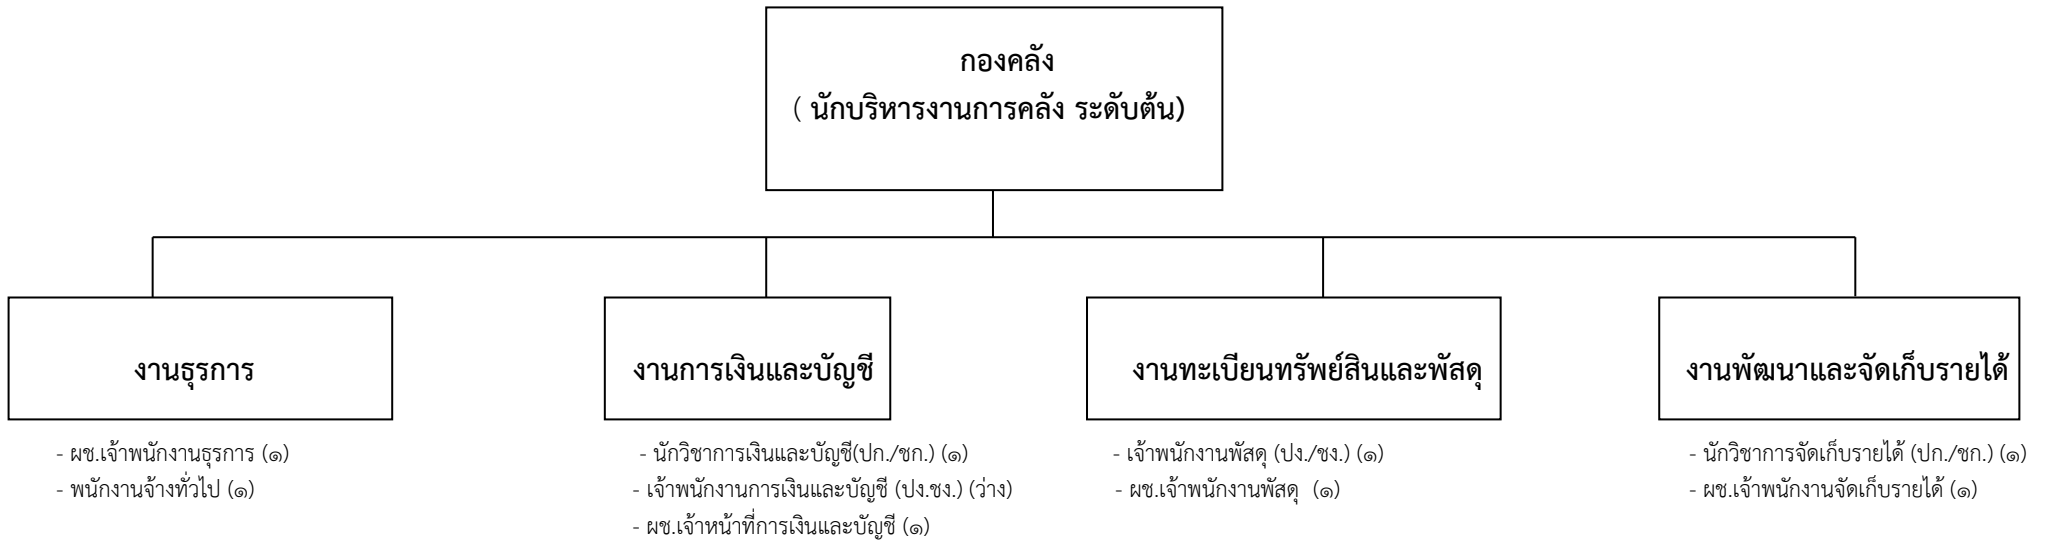 กองคลัง
( นักบริหารงานการคลัง ระดับต้น)
งานธุรการ
- ผช.เจ้าพนักงานธุรการ (๑)
- พนักงานจ้างทั่วไป (๑)
งานการเงินและบัญชี
- นักวิชาการเงินและบัญชี(ปก./ชก.) (๑)
- เจ้าพนักงานการเงินและบัญชี (ปง.ชง.) (ว่าง)
- ผช.เจ้าหน้าที่การเงินและบัญชี (๑)
งานทะเบียนทรัพย์สินและพัสดุ
- เจ้าพนักงานพัสดุ (ปง./ชง.) (๑)
- ผช.เจ้าพนักงานพัสดุ (๑)
งานพัฒนาและจัดเก็บรายได้
- นักวิชาการจัดเก็บรายได้ (ปก./ชก.) (๑)
- ผช.เจ้าพนักงานจัดเก็บรายได้ (๑)